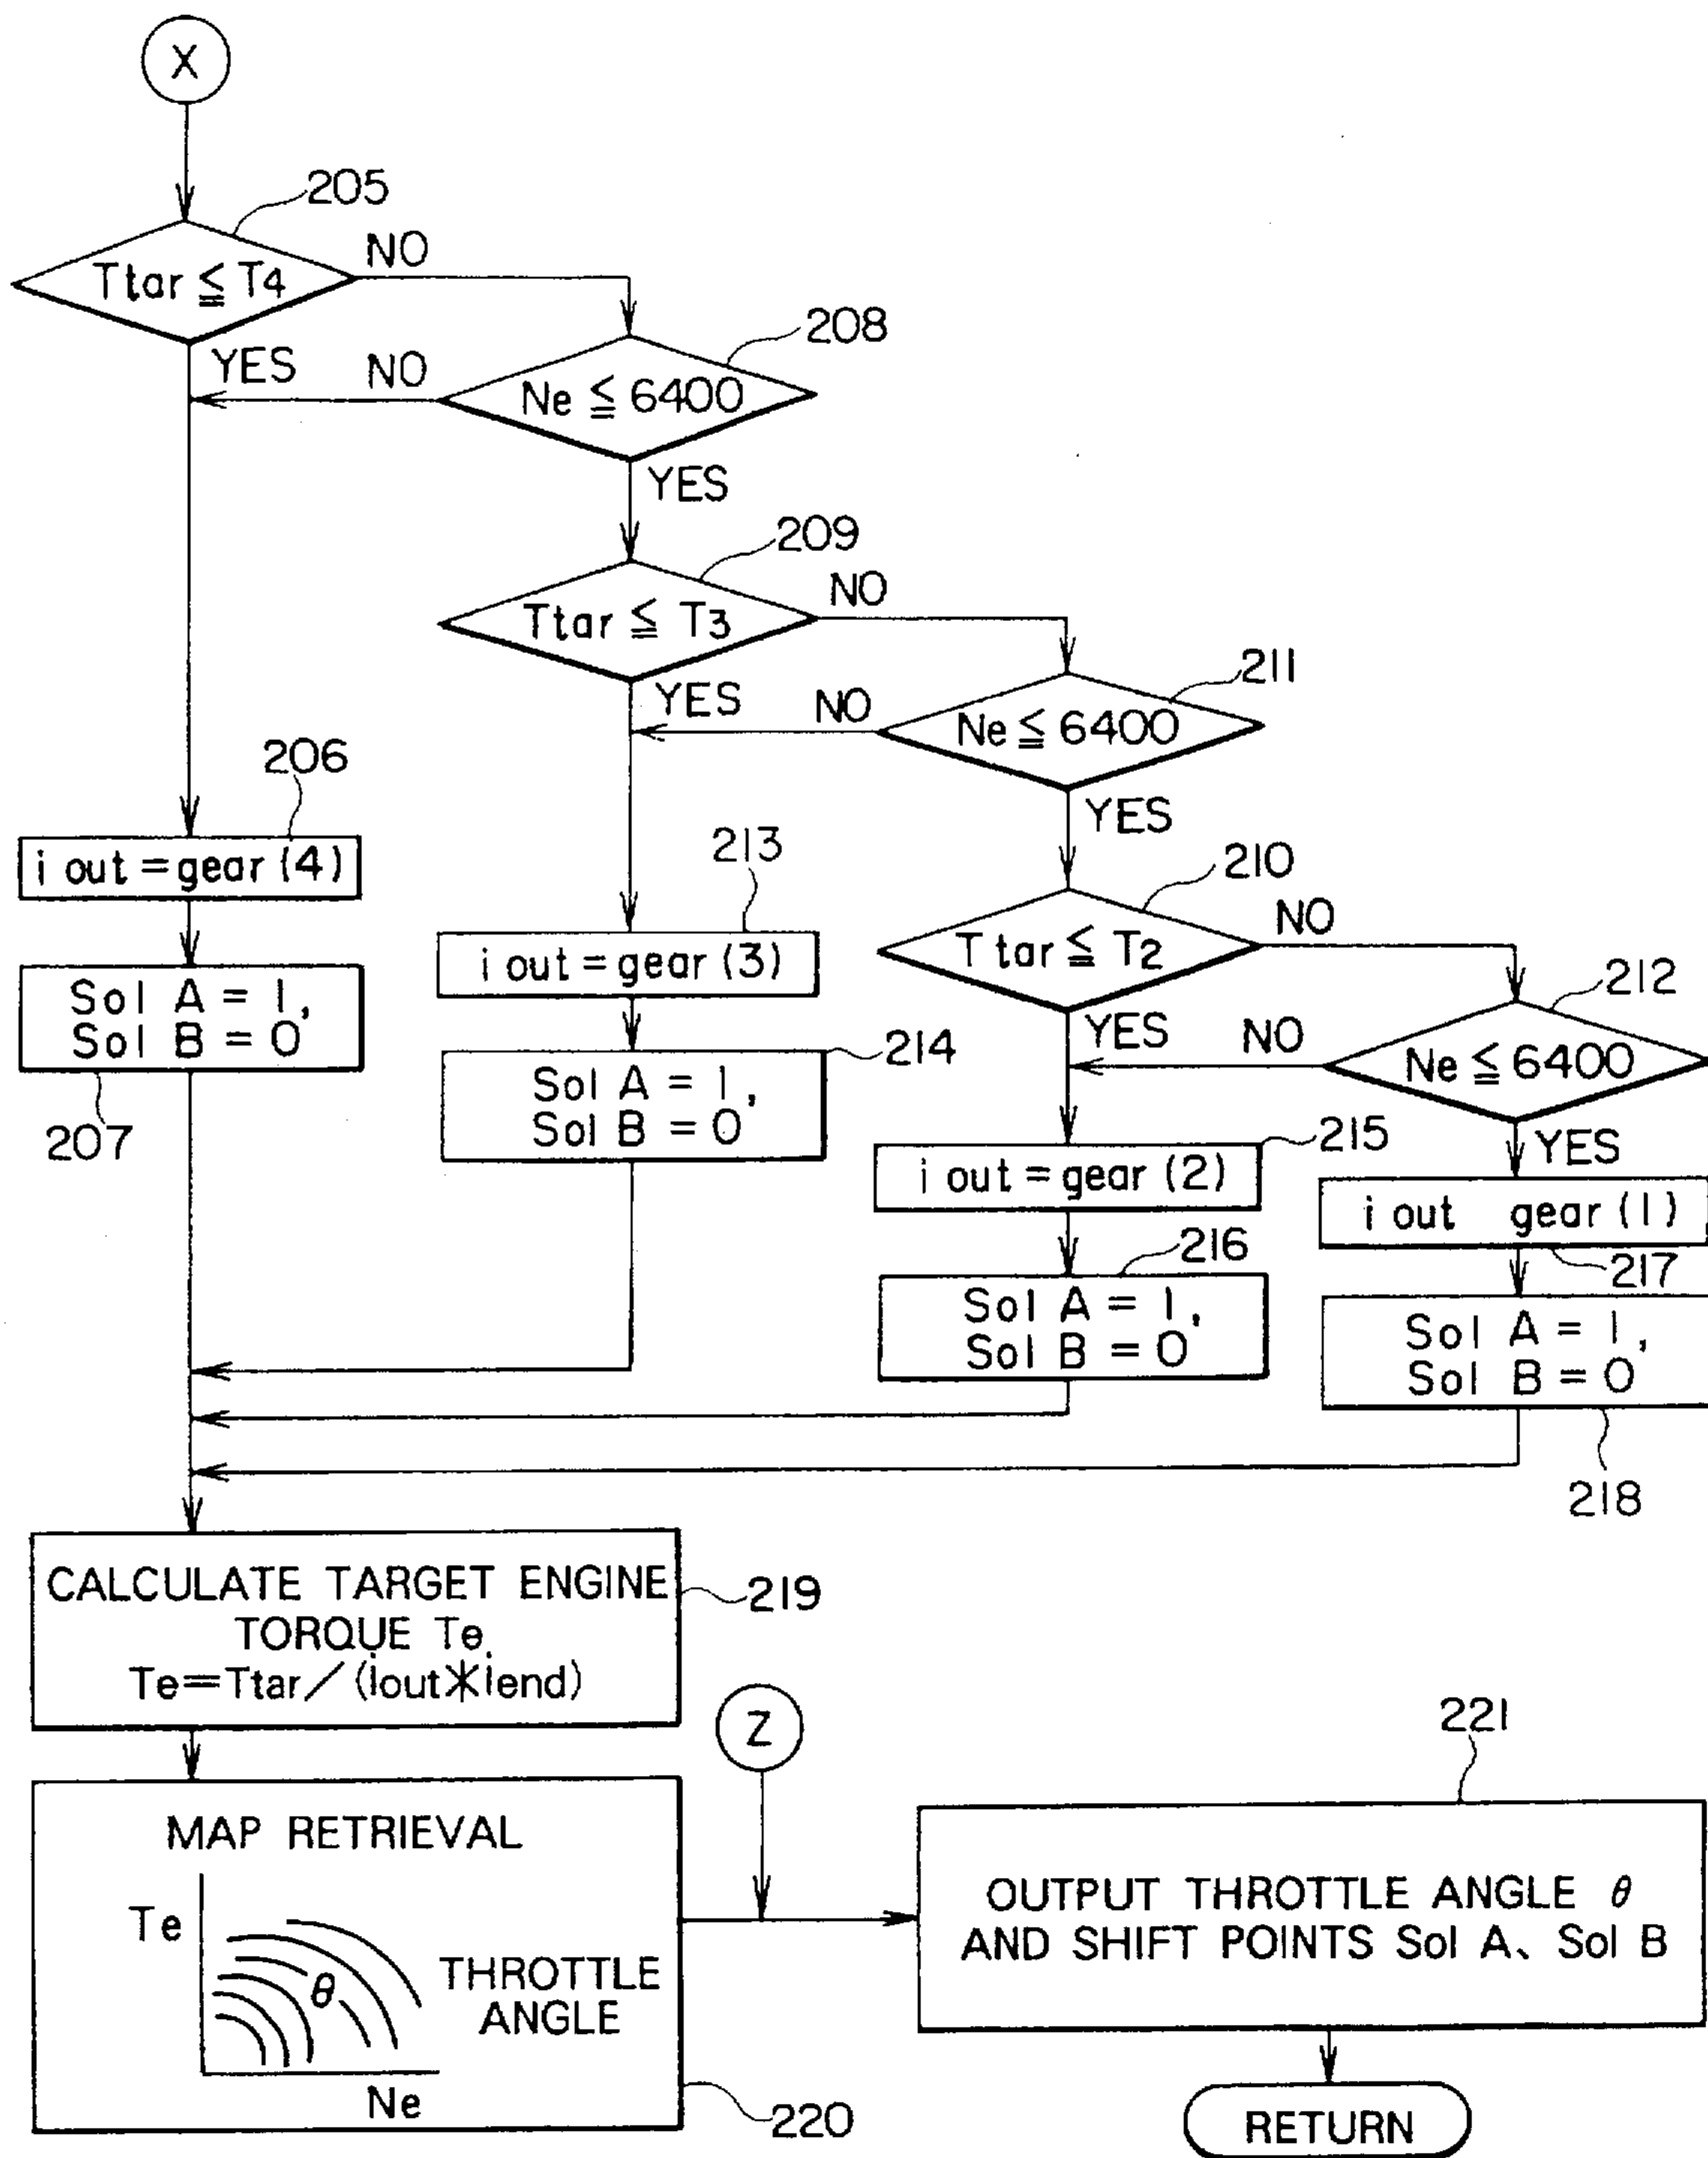 X
205
Ttar ≦ T4
NO
YES
208
NO
Ne ≦ 6400
YES
209
Ttar ≦ T3
NO
YES
211
NO
Ne ≦ 6400
YES
206
i out = gear (4)
Sol A = 1,
Sol B = 0
207
213
i out = gear (3)
214
Sol A = 1,
Sol B = 0
210
T tar ≦ T2
NO
YES
212
NO
Ne ≦ 6400
YES
215
i out = gear (2)
216
Sol A = 1,
Sol B = 0
i out gear (1)
217
Sol A = 1,
Sol B = 0
218
CALCULATE TARGET ENGINE
TORQUE Te
Te=Ttar/(iout*iend)
219
MAP RETRIEVAL
Te
θ
THROTTLE
ANGLE
Ne
220
Z
221
OUTPUT THROTTLE ANGLE θ
AND SHIFT POINTS Sol A、Sol B
RETURN